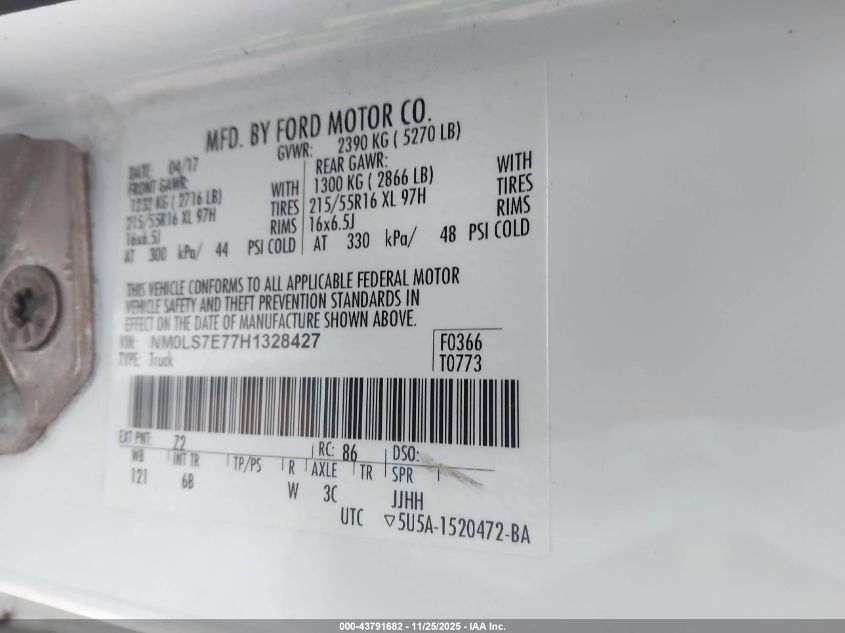 MFD. BY FORD MOTOR CO.
DATE: 04/17 GVWR: 2390 KG ( 5270 LB)
FRONT GAWR: REAR GAWR:
1232 KG ( 2716 LB) WITH 1300 KG ( 2866 LB) WITH
215/55R16 XL 97H TIRES 215/55R16 XL 97H TIRES
16x6.5J RIMS 16x6.5J RIMS
AT 300 kPa/ 44 PSI COLD AT 330 kPa/ 48 PSI COLD
THIS VEHICLE CONFORMS TO ALL APPLICABLE FEDERAL MOTOR
VEHICLE SAFETY AND THEFT PREVENTION STANDARDS IN
EFFECT ON THE DATE OF MANUFACTURE SHOWN ABOVE.
VIN: NM0LS7E77H1328427 F0366
TYPE: Truck T0773
EXT PNT: 72 RC: 86 DSO:
WB INT TR TP/PS R AXLE TR SPR
121 6B W 3C JJHH
UTC ▽5U5A-1520472-BA
000-43791682 - 11/25/2025 - IAA Inc.